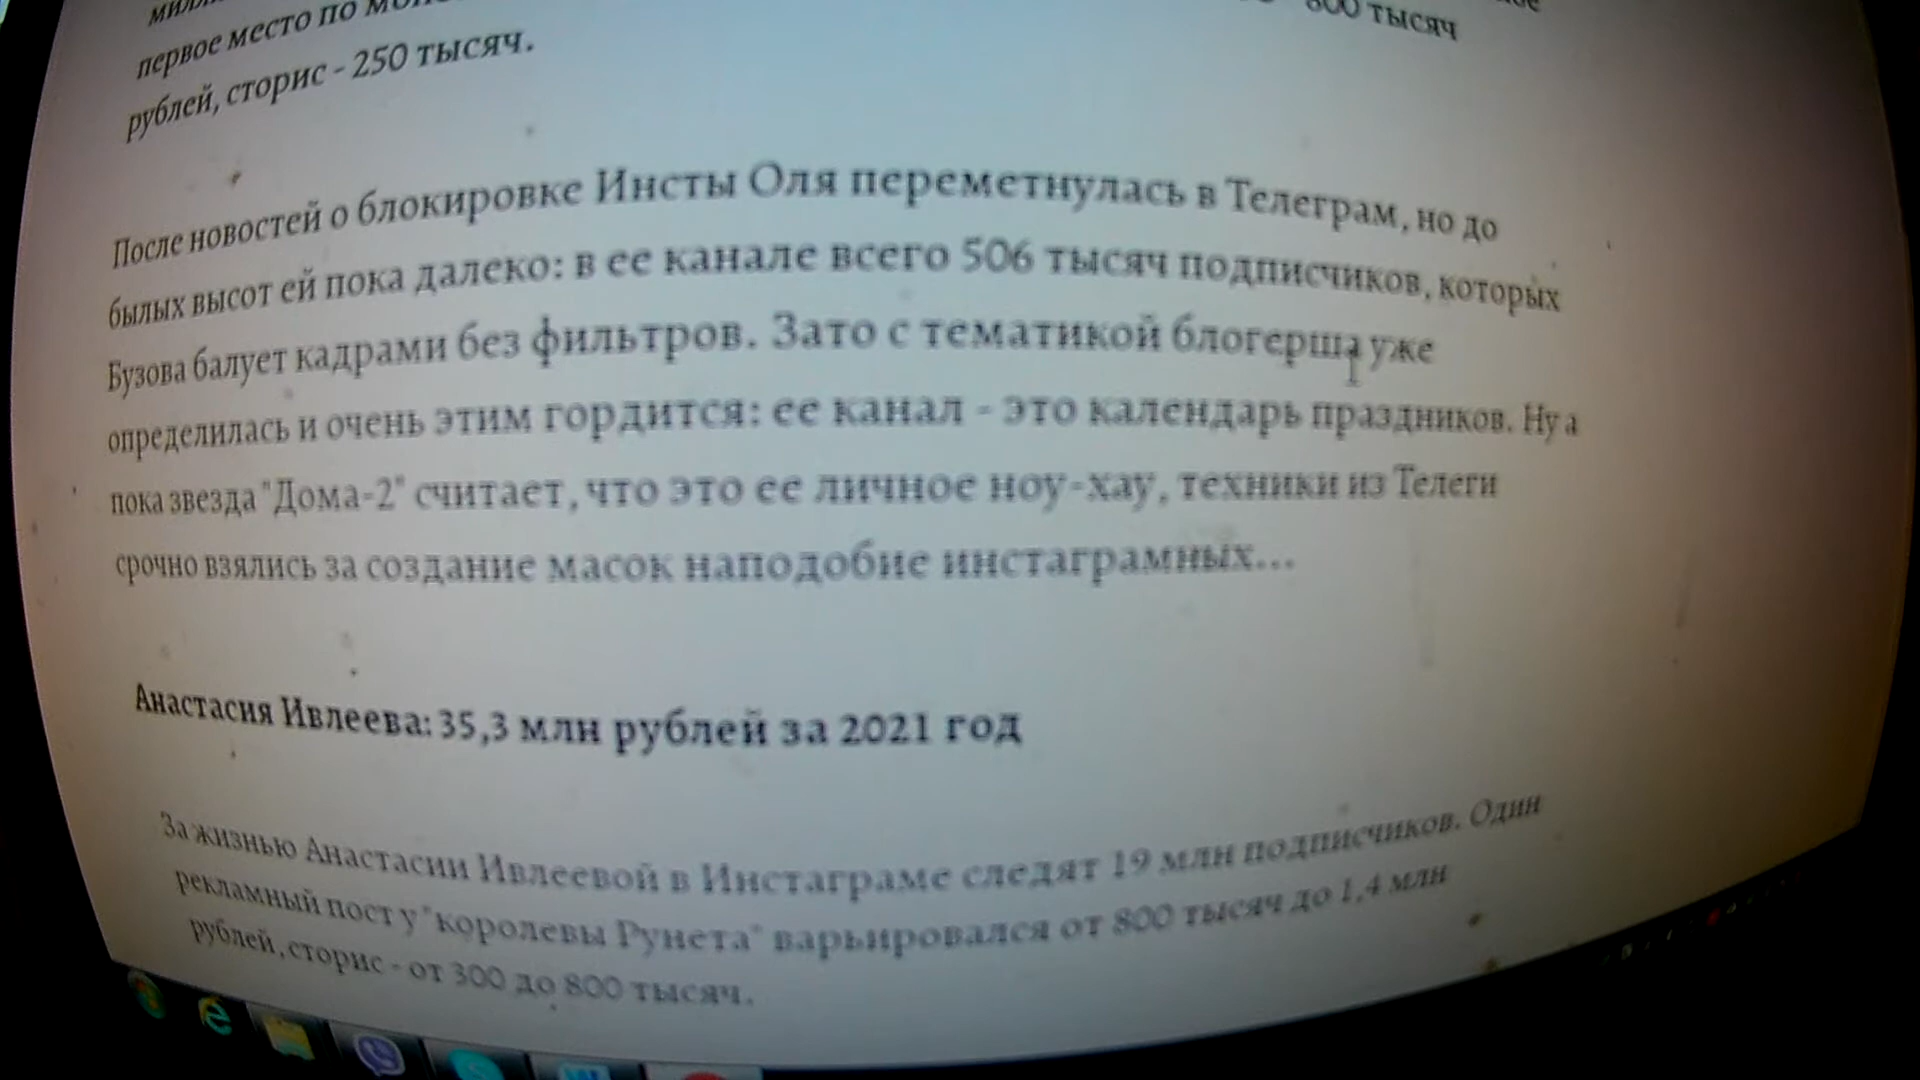 первое место по
800 тысяч
рублей, сторис - 250 тысяч.
После новостей о блокировке Инсты Оля переметнулась в Телеграм, но до
былых высот ей пока далеко: в ее канале всего 506 тысяч подписчиков, которых
Бузова балует кадрами без фильтров. Зато с тематикой блогерша уже
определилась и очень этим гордится: ее канал - это календарь праздников. Ну а
пока звезда "Дома-2" считает, что это ее личное ноу-хау, техники из Телеги
срочно взялись за создание масок наподобие инстаграмных...
Анастасия Ивлеева: 35,3 млн рублей за 2021 год
За жизнью Анастасии Ивлеевой в Инстаграме следят 19 млн подписчиков. Один
рекламный пост у "королевы Рунета" варьировался от 800 тысяч до 1,4 млн
рублей, сторис - от 300 до 800 тысяч.